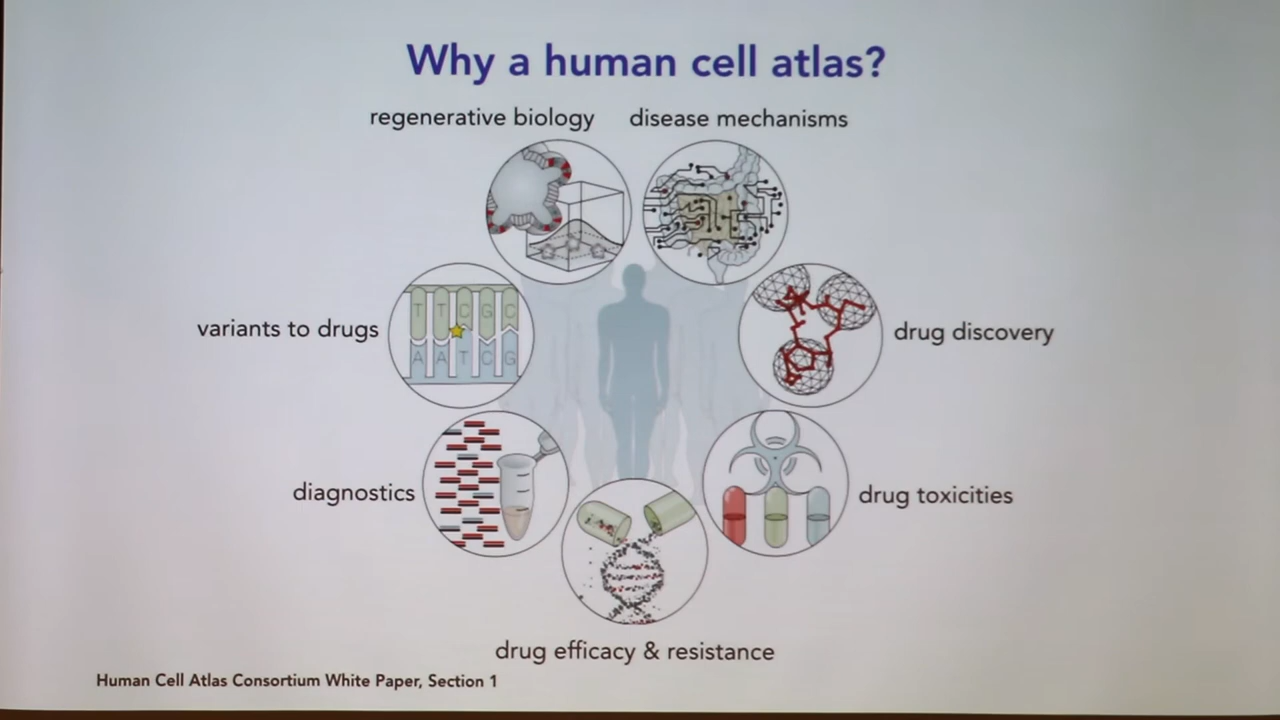 Why a human cell atlas?
regenerative biology
disease mechanisms
variants to drugs
T T C G C
A A T C G
drug discovery
diagnostics
drug toxicities
drug efficacy & resistance
Human Cell Atlas Consortium White Paper, Section 1